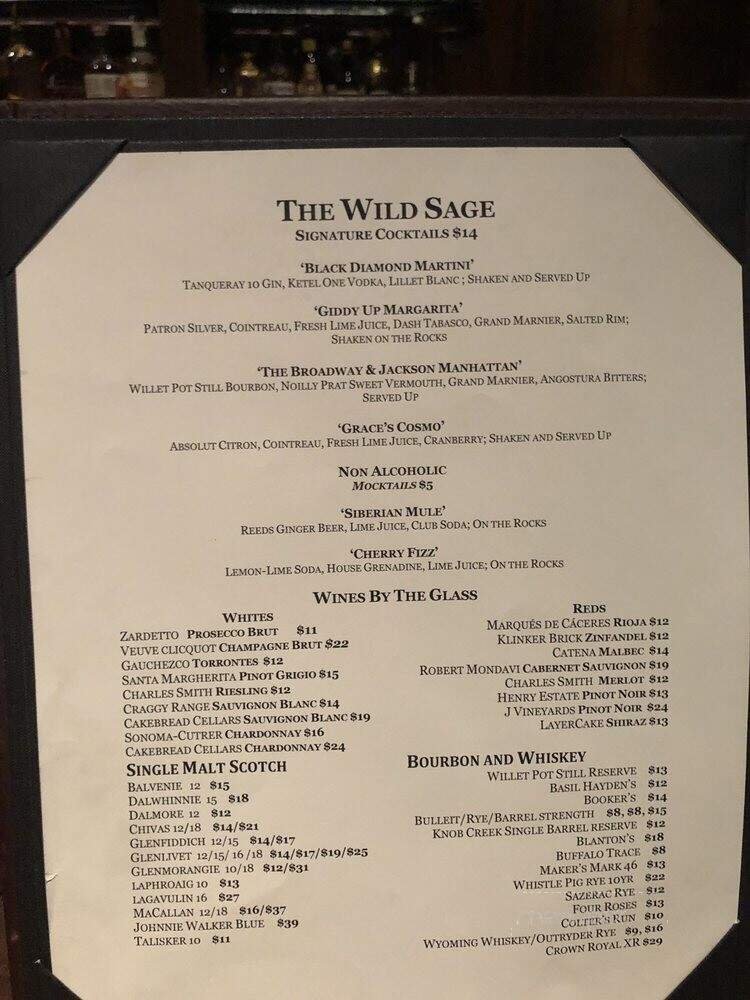 THE WILD SAGE
SIGNATURE COCKTAILS $14
'BLACK DIAMOND MARTINI'
TANQUERAY 10 GIN, KETEL ONE VODKA, LILLET BLANC ; SHAKEN AND SERVED UP
'GIDDY UP MARGARITA'
PATRON SILVER, COINTREAU, FRESH LIME JUICE, DASH TABASCO, GRAND MARNIER, SALTED RIM;
SHAKEN ON THE ROCKS
'THE BROADWAY & JACKSON MANHATTAN'
WILLET POT STILL BOURBON, NOILLY PRAT SWEET VERMOUTH, GRAND MARNIER, ANGOSTURA BITTERS;
SERVED UP
'GRACE'S COSMO'
ABSOLUT CITRON, COINTREAU, FRESH LIME JUICE, CRANBERRY; SHAKEN AND SERVED UP
NON ALCOHOLIC
MOCKTAILS $5
'SIBERIAN MULE'
REEDS GINGER BEER, LIME JUICE, CLUB SODA; ON THE ROCKS
'CHERRY FIZZ'
LEMON-LIME SODA, HOUSE GRENADINE, LIME JUICE; ON THE ROCKS
WINES BY THE GLASS
WHITES
ZARDETTO PROSECCO BRUT $11
VEUVE CLICQUOT CHAMPAGNE BRUT $22
GAUCHEZCO TORRONTES $12
SANTA MARGHERITA PINOT GRIGIO $15
CHARLES SMITH RIESLING $12
CRAGGY RANGE SAUVIGNON BLANC $14
CAKEBREAD CELLARS SAUVIGNON BLANC $19
SONOMA-CUTRER CHARDONNAY $16
CAKEBREAD CELLARS CHARDONNAY $24
REDS
MARQUÉS DE CÁCERES RIOJA $12
KLINKER BRICK ZINFANDEL $12
CATENA MALBEC $14
ROBERT MONDAVI CABERNET SAUVIGNON $19
CHARLES SMITH MERLOT $12
HENRY ESTATE PINOT NOIR $13
J VINEYARDS PINOT NOIR $24
LAYERCAKE SHIRAZ $13
SINGLE MALT SCOTCH
BALVENIE 12 $15
DALWHINNIE 15 $18
DALMORE 12 $12
CHIVAS 12/18 $14/$21
GLENFIDDICH 12/15 $14/$17
GLENLIVET 12/15/ 16 /18 $14/$17/$19/$25
GLENMORANGIE 10/18 $12/$31
LAPHROAIG 10 $13
LAGAVULIN 16 $27
MACALLAN 12/18 $16/$37
JOHNNIE WALKER BLUE $39
TALISKER 10 $11
BOURBON AND WHISKEY
WILLET POT STILL RESERVE $13
BASIL HAYDEN'S $12
BOOKER'S $14
BULLEIT/RYE/BARREL STRENGTH $8, $8, $15
KNOB CREEK SINGLE BARREL RESERVE $12
BLANTON'S $18
BUFFALO TRACE $8
MAKER'S MARK 46 $13
WHISTLE PIG RYE 10YR $22
SAZERAC RYE $12
FOUR ROSES $13
COLTER'S RUN $10
WYOMING WHISKEY/OUTRYDER RYE $9, $16
CROWN ROYAL XR $29